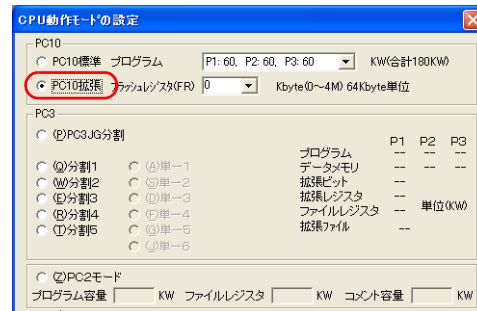 CPU動作ﾓｰﾄﾞの設定
PC10
PC10標準 プログラム P1: 60, P2: 60, P3: 60 KW(合計180KW)
PC10拡張 ﾌﾗｯｼｭﾚｼﾞｽﾀ(FR) 0 Kbyte(0～4M) 64Kbyte単位
PC3
(P)PC3JG分割
P1 P2 P3
プログラム -- -- --
(Q)分割1 (A)単一1 データメモリ -- -- --
(W)分割2 (S)単一2 拡張ビット --
(E)分割3 (D)単一3 拡張レジスタ --
(R)分割4 (F)単一4 ファイルレジスタ -- 単位(KW)
(T)分割5 (G)単一5 拡張ﾌｧｲﾙ --
(J)単一6
(Z)PC2モード
プログラム容量 KW ファイルレジスタ KW コメント容量 KW